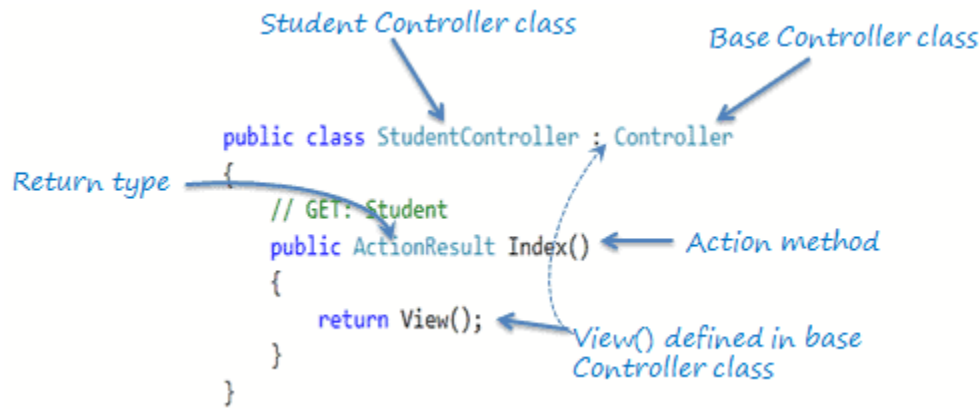 Student Controller class
Base Controller class
public class StudentController : Controller
{
Return type
// GET: Student
public ActionResult Index()
Action method
{
return View();
View() defined in base
Controller class
}
}